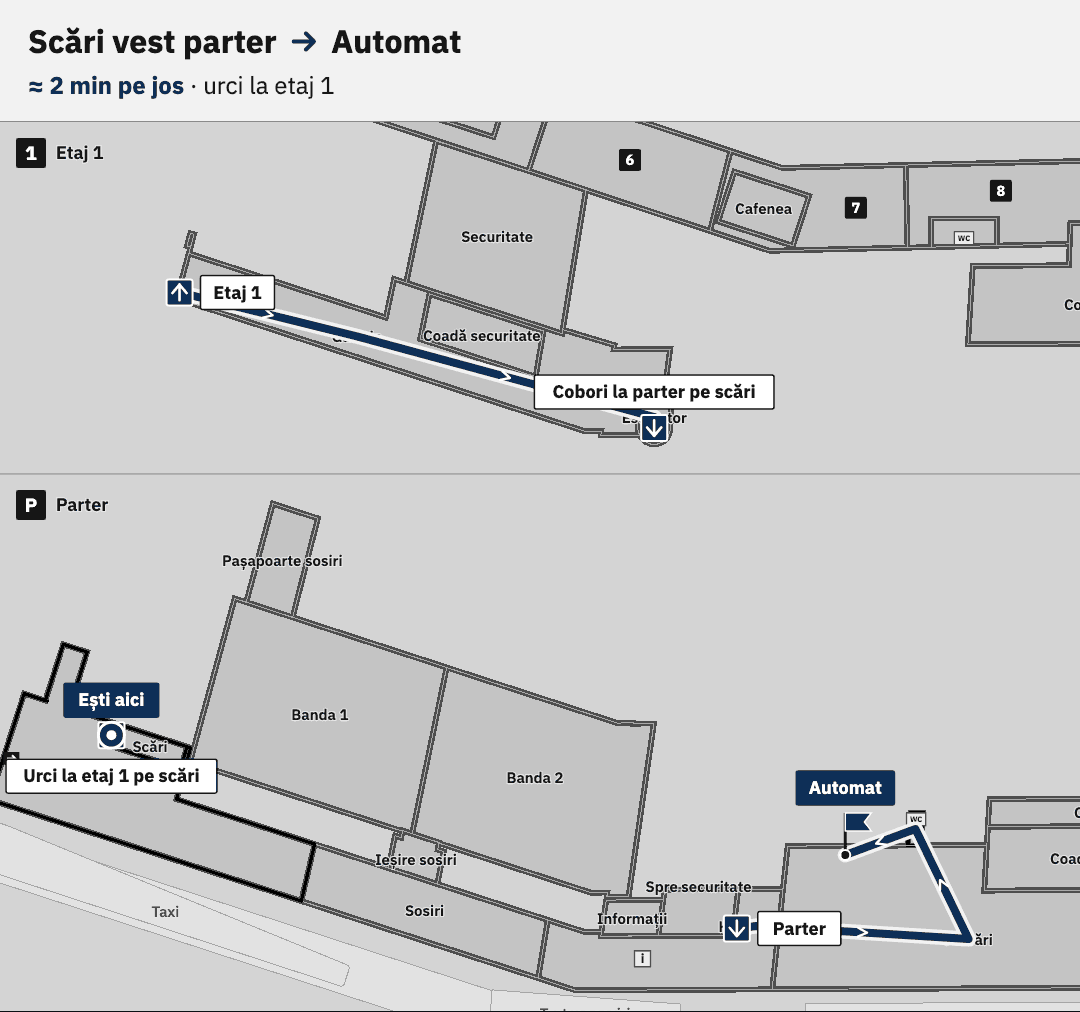 Scări vest parter → Automat
≈ 2 min pe jos · urci la etaj 1
1 Etaj 1
6
Cafenea
7
8
wc
Securitate
Etaj 1
Coadă securitate
Cobori la parter pe scări
P Parter
Pașapoarte sosiri
Ești aici
Scări
Urci la etaj 1 pe scări
Banda 1
Banda 2
Automat
wc
Ieșire sosiri
Spre securitate
Sosiri
Informații
Parter
i
Taxi